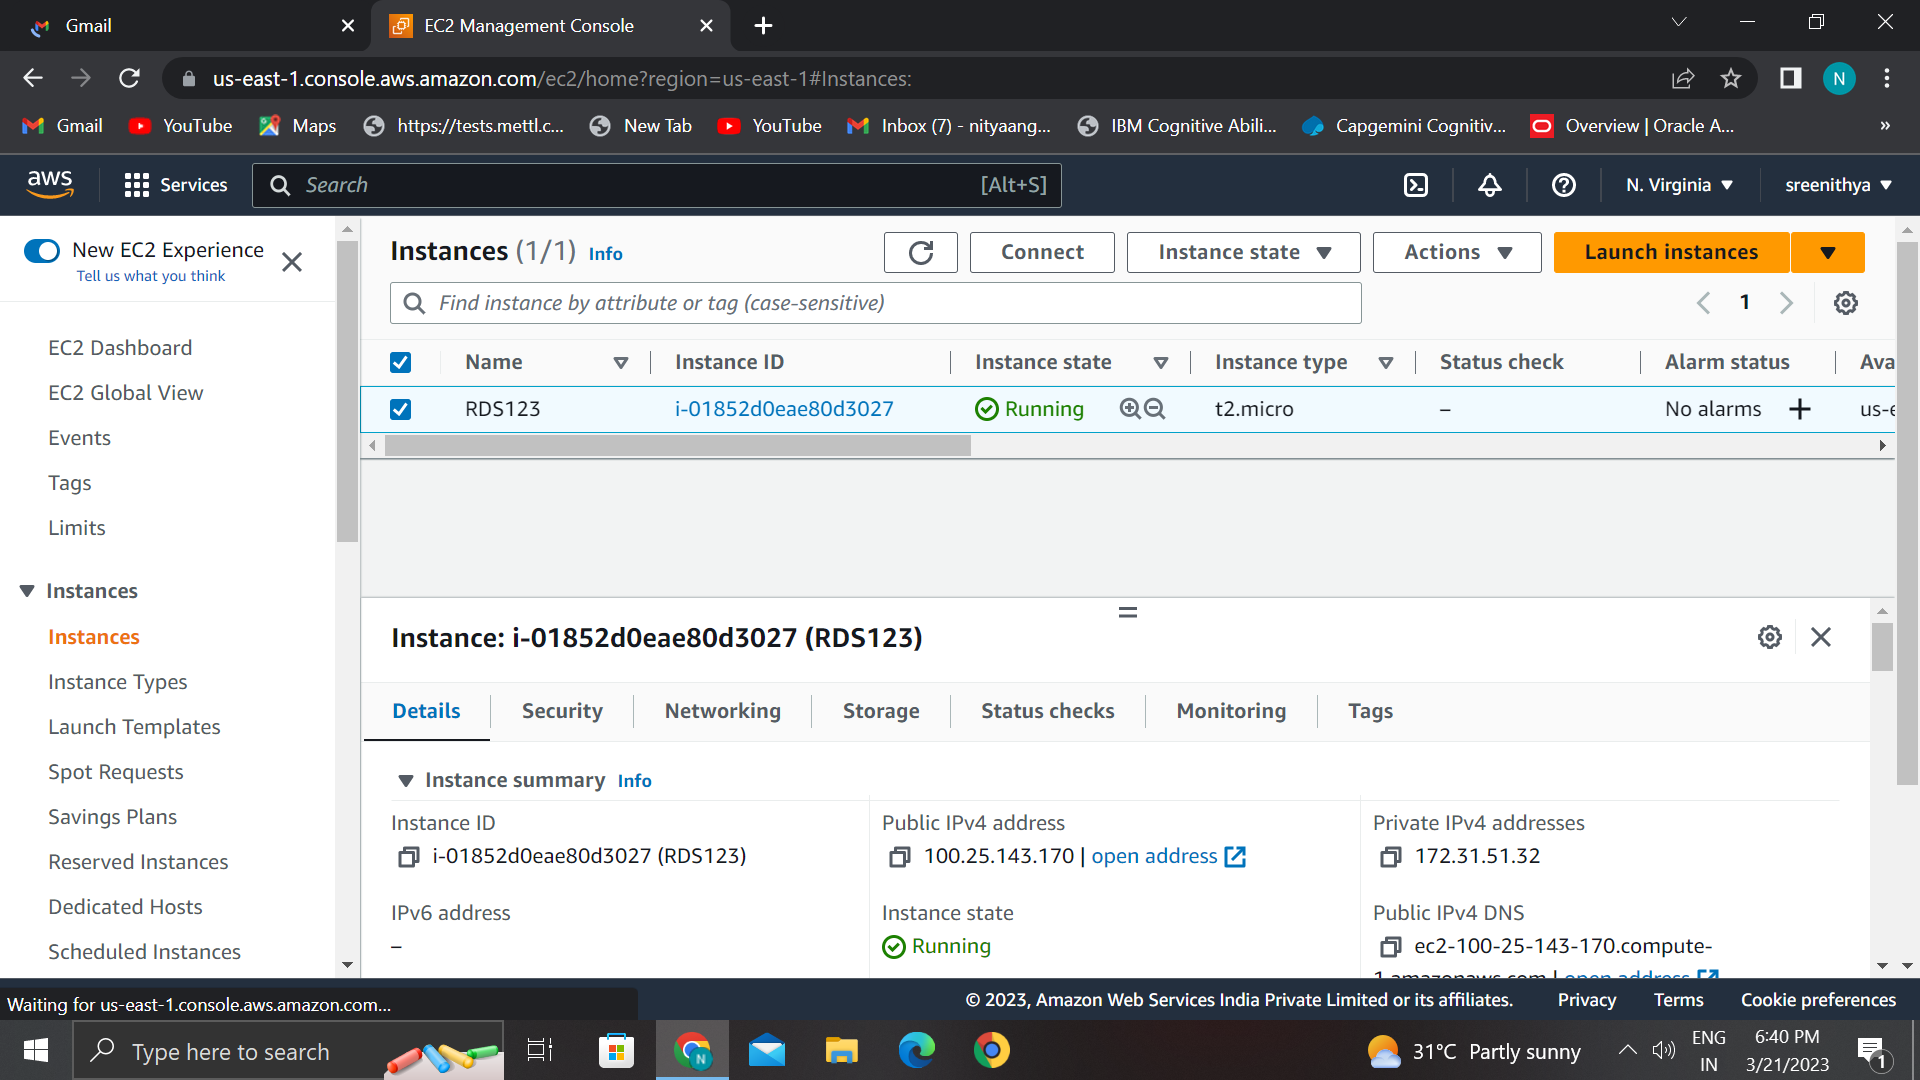 Gmail
EC2 Management Console
us-east-1.console.aws.amazon.com/ec2/home?region=us-east-1#Instances:
N
Gmail
YouTube
Maps
https://tests.mettl.c...
New Tab
YouTube
Inbox (7) - nityaang...
IBM Cognitive Abili...
Capgemini Cognitiv...
Overview | Oracle A...
»
aws
Services
Search
[Alt+S]
N. Virginia
sreenithya
New EC2 Experience
Tell us what you think
EC2 Dashboard
EC2 Global View
Events
Tags
Limits
Instances
Instances
Instance Types
Launch Templates
Spot Requests
Savings Plans
Reserved Instances
Dedicated Hosts
Scheduled Instances
Instances (1/1) Info
Connect
Instance state
Actions
Launch instances
Find instance by attribute or tag (case-sensitive)
1
Name
Instance ID
Instance state
Instance type
Status check
Alarm status
Ava
RDS123
i-01852d0eae80d3027
Running
t2.micro
–
No alarms
us-e
Instance: i-01852d0eae80d3027 (RDS123)
Details
Security
Networking
Storage
Status checks
Monitoring
Tags
Instance summary Info
Instance ID
i-01852d0eae80d3027 (RDS123)
Public IPv4 address
100.25.143.170 | open address
Private IPv4 addresses
172.31.51.32
IPv6 address
–
Instance state
Running
Public IPv4 DNS
ec2-100-25-143-170.compute-
1.amazonaws.com | open address
Waiting for us-east-1.console.aws.amazon.com...
© 2023, Amazon Web Services India Private Limited or its affiliates.
Privacy
Terms
Cookie preferences
Type here to search
N
31°C Partly sunny
ENG
IN
6:40 PM
3/21/2023
1